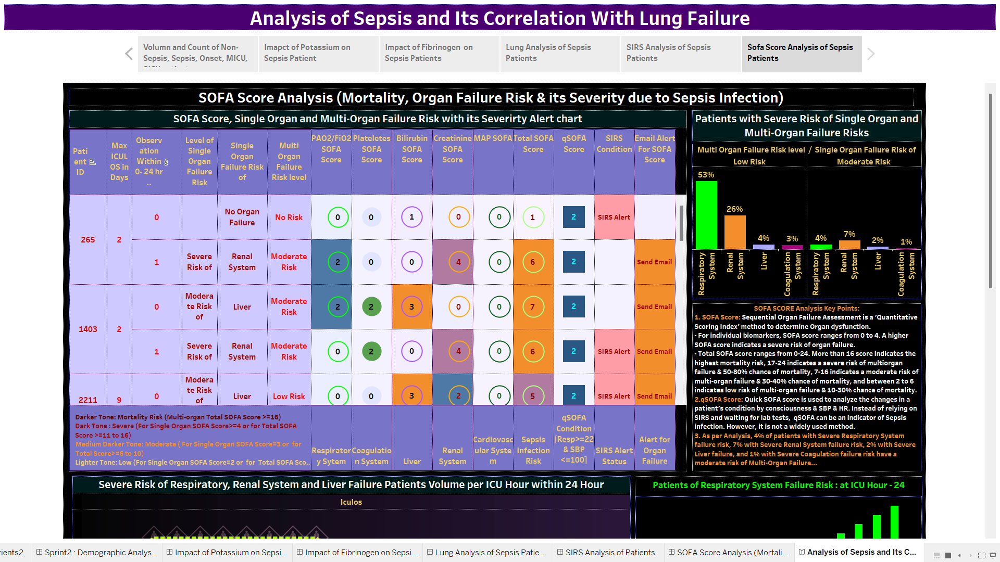 Analysis of Sepsis and Its Correlation With Lung Failure
Volumn and Count of Non-
Sepsis, Sepsis, Onset, MICU,
Imapct of Potassium on
Sepsis Patient
Impact of Fibrinogen on
Sepsis Patients
Lung Analysis of Sepsis
Patients
SIRS Analysis of Sepsis
Patients
Sofa Score Analysis of Sepsis
Patients
SOFA Score Analysis (Mortality, Organ Failure Risk & its Severity due to Sepsis Infection)
SOFA Score, Single Organ and Multi-Organ Failure Risk with its Severirty Alert chart
Pati
ent
ID
Max
ICUL
OS in
Days
Observ
ation
Within
0- 24 hr
..
Level of
Single
Organ
Failure
Risk
Single
Organ
Failure Risk
of
Multi
Organ
Failure
Risk level
PAO2/FiO2
SOFA
Score
Plateletes
SOFA
Score
Bilirubin
SOFA
Score
Creatinine
SOFA
Score
MAP SOFA
Total SOFA
Score
qSOFA
Score
SIRS
Condition
Email Alert
For SOFA
Score
265
2
0
No Organ
Failure
No Risk
0 0 1 0 0 1 2 SIRS Alert
1
Severe
Risk of
Renal
System
Moderate
Risk
2 0 0 4 0 6 2 Send Email
1403
2
0
Modera
te Risk
of
Liver
Moderate
Risk
2 2 3 0 0 7 2 Send Email
1
Severe
Risk of
Renal
System
Moderate
Risk
0 2 0 4 0 6 2 SIRS Alert Send Email
2211
9
0
Modera
te Risk
of
Liver
Low Risk
0 0 3 2 0 5 2 SIRS Alert Send Email
Darker Tone: Mortality Risk (Multi-organ Total SOFA Score >=16)
Dark Tone : Severe (For Single Organ SOFA Score>=4 or for Total SOFA
Score >=11 to 16)
Medium Darker Tone: Moderate ( For Single Organ SOFA Score=3 or for
Total Score>=6 to 10)
Lighter Tone: Low (For Single Organ SOFA Score=2 or for Total SOFA Sco..
Respirator
y Sytem
Coagulatio
n System
Liver
Renal
System
Cardiovasc
ular Syste
m
Sepsis
Infection
Risk
qSOFA
Condition
[Resp>=22
& SBP
<=100]
SIRS Alert
Status
Alert for
Organ
Failure
Patients with Severe Risk of Single Organ and
Multi-Organ Failure Risks
Multi Organ Failure Risk level / Single Organ Failure Risk of
Low Risk
Moderate Risk
53%
26%
4%
3%
4%
7%
2%
1%
Respiratory
System
Renal
System
Liver
Coagulation
System
Respiratory
System
Renal
System
Liver
Coagulation
System
SOFA SCORE Analysis Key Points:
1. SOFA Score: Sequential Organ Failure Assessment is a ‘Quantative
Scoring Index’ method to determine Organ dysfunction.
- For individual biomarkers, SOFA score ranges from 0 to 4. A higher
SOFA score indicates a severe risk of organ failure.
- Total SOFA score ranges from 0-24. More than 16 score indicates the
highest mortality risk, 17-24 indicates a severe risk of multiorgan
failure & 50-80% chance of mortality, 7-16 indicates a moderate risk of
multi-organ failure & 30-40% chance of mortality, and between 2 to 6
indicates low risk of multi-organ failure & 10-30% chance of mortality.
2.qSOFA Score: Quick SOFA score is used to analyze the changes in a
patient’s condition by consciousness & SBP & HR. Instead of relying on
SIRS and waiting for lab tests, qSOFA can be an indicator of Sepsis
infection. However, it is not a widely used method.
3. As per Analysis, 4% of patients with Severe Respiratory System
failure risk, 7% with Severe Renal System failure risk, 2% with Severe
Liver failure, and 1% with Severe Coagulation failure risk have a
moderate risk of Multi-Organ Failure...
Severe Risk of Respiratory, Renal System and Liver Failure Patients Volume per ICU Hour within 24 Hour
Iculos
Patients of Respiratory System Failure Risk : at ICU Hour - 24
ients2
Sprint2 : Demographic Analys...
Impact of Potassium on Sepsi...
Impact of Fibrinogen on Sepsi...
Lung Analysis of Sepsis Patie...
SIRS Analysis of Patients
SOFA Score Analysis (Mortali...
Analysis of Sepsis and Its C...